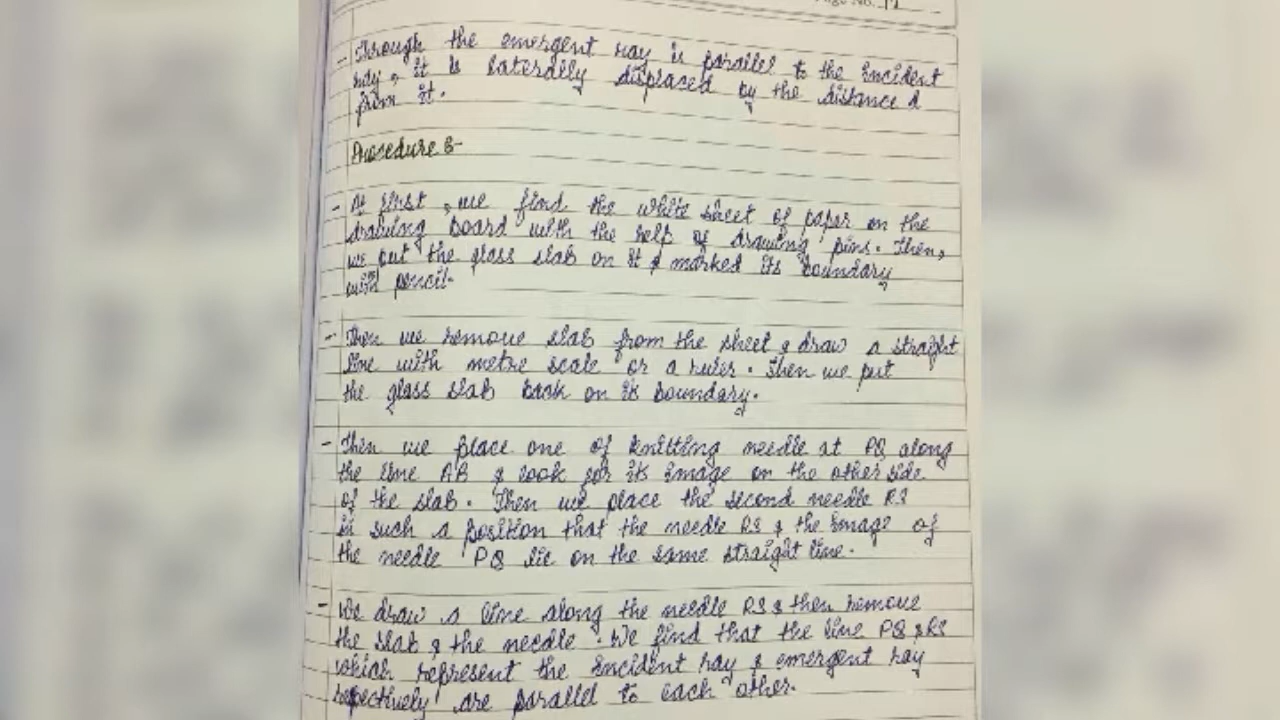 Page No. 17
- Through the emergent ray is parallel to the incident
ray, it is laterally displaced by the distance d
from it.
Procedure :-
- At first, we find the white sheet of paper on the
drawing board with the help of drawing pins. Then,
we put the glass slab on it & marked its boundary
with pencil.
- Then we remove slab from the sheet & draw a straight
line with metre scale or a ruler. Then we put
the glass slab back on its boundary.
- Then we place one of knitting needle at PQ along
the line AB & look for its image on the other side
of the slab. Then we place the second needle RS
is such a position that the needle RS & the image of
the needle PQ lie on the same straight line.
- We draw a line along the needle RS & then remove
the slab & the needle. We find that the line PQ & RS
which represent the incident ray & emergent ray
repectively are parallel to each other.